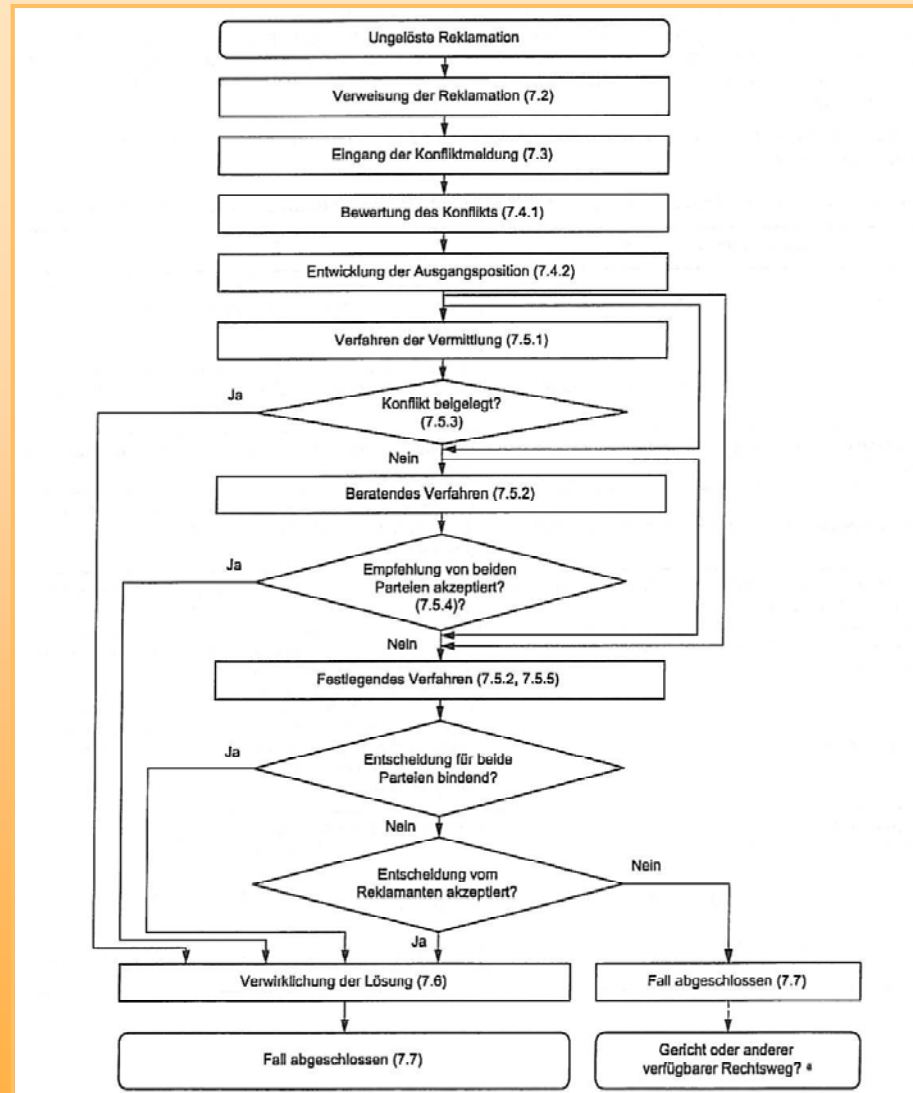 Ungelöste Reklamation
Verweisung der Reklamation (7.2)
Eingang der Konfliktmeldung (7.3)
Bewertung des Konflikts (7.4.1)
Entwicklung der Ausgangsposition (7.4.2)
Verfahren der Vermittlung (7.5.1)
Ja
Konflikt beigelegt?
(7.5.3)
Nein
Beratendes Verfahren (7.5.2)
Ja
Empfehlung von beiden
Parteien akzeptiert?
(7.5.4)?
Nein
Festlegendes Verfahren (7.5.2, 7.5.5)
Ja
Entscheidung für beide
Parteien bindend?
Nein
Entscheidung vom
Reklamanten akzeptiert?
Nein
Ja
Verwirklichung der Lösung (7.6)
Fall abgeschlossen (7.7)
Fall abgeschlossen (7.7)
Gericht oder anderer
verfügbarer Rechtsweg? a